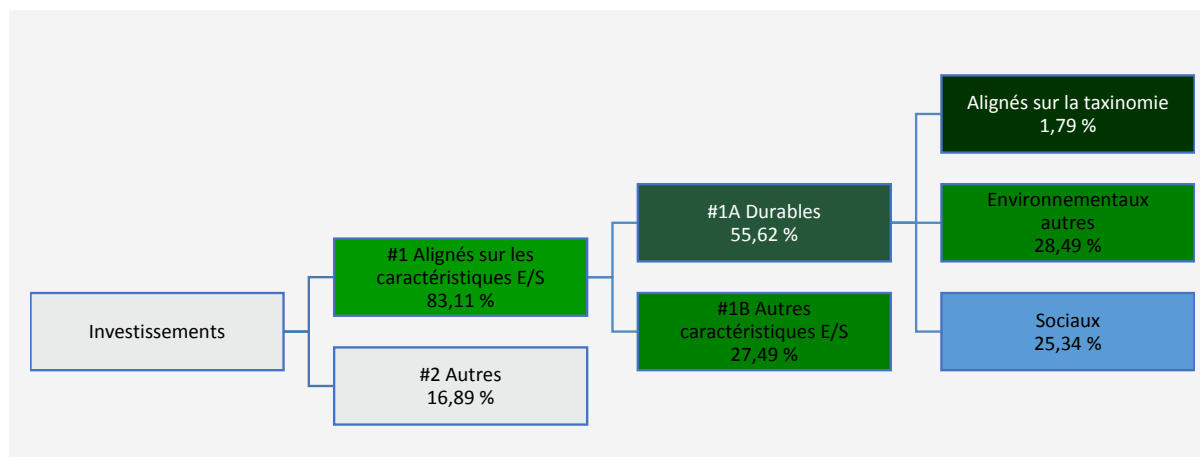 Investissements
#1 Alignés sur les
caractéristiques E/S
83,11 %
#2 Autres
16,89 %
#1A Durables
55,62 %
#1B Autres
caractéristiques E/S
27,49 %
Alignés sur la taxinomie
1,79 %
Environnementaux
autres
28,49 %
Sociaux
25,34 %